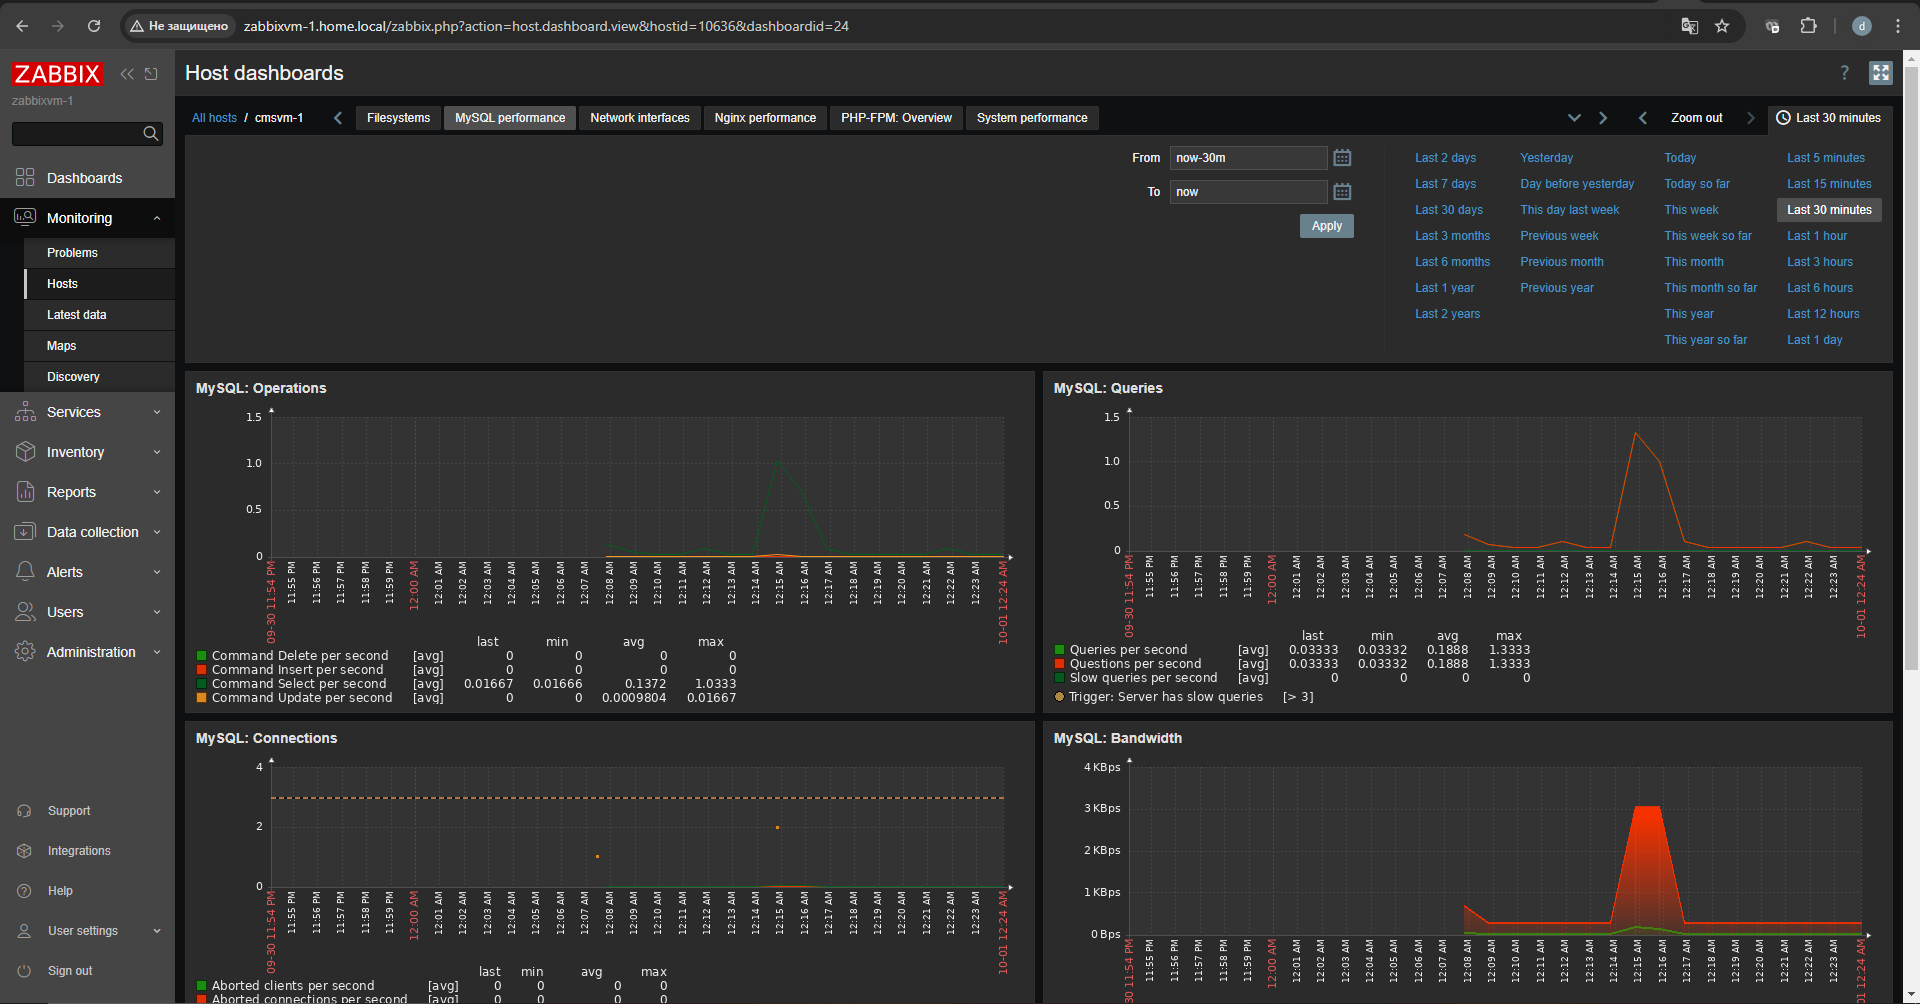 Не защищено zabbixvm-1.home.local/zabbix.php?action=host.dashboard.view&hostid=10636&dashboardid=24 d
ZABBIX
zabbixvm-1
Dashboards
Monitoring
Problems
Hosts
Latest data
Maps
Discovery
Services
Inventory
Reports
Data collection
Alerts
Users
Administration
Support
Integrations
Help
User settings
Sign out
Host dashboards ?
All hosts / cmsvm-1 Filesystems MySQL performance Network interfaces Nginx performance PHP-FPM: Overview System performance Zoom out Last 30 minutes
From now-30m
To now
Apply
Last 2 days Yesterday Today Last 5 minutes
Last 7 days Day before yesterday Today so far Last 15 minutes
Last 30 days This day last week This week Last 30 minutes
Last 3 months Previous week This week so far Last 1 hour
Last 6 months Previous month This month Last 3 hours
Last 1 year Previous year This month so far Last 6 hours
Last 2 years This year Last 12 hours
This year so far Last 1 day
MySQL: Operations
1.5
1.0
0.5
0
09-30 11:54 PM 11:55 PM 11:56 PM 11:57 PM 11:58 PM 11:59 PM 12:00 AM 12:01 AM 12:02 AM 12:03 AM 12:04 AM 12:05 AM 12:06 AM 12:07 AM 12:08 AM 12:09 AM 12:10 AM 12:11 AM 12:12 AM 12:13 AM 12:14 AM 12:15 AM 12:16 AM 12:17 AM 12:18 AM 12:19 AM 12:20 AM 12:21 AM 12:22 AM 12:23 AM 10-01 12:24 AM
last min avg max
Command Delete per second [avg] 0 0 0 0
Command Insert per second [avg] 0 0 0 0
Command Select per second [avg] 0.01667 0.01666 0.1372 1.0333
Command Update per second [avg] 0 0 0.0009804 0.01667
MySQL: Queries
1.5
1.0
0.5
0
09-30 11:54 PM 11:55 PM 11:56 PM 11:57 PM 11:58 PM 11:59 PM 12:00 AM 12:01 AM 12:02 AM 12:03 AM 12:04 AM 12:05 AM 12:06 AM 12:07 AM 12:08 AM 12:09 AM 12:10 AM 12:11 AM 12:12 AM 12:13 AM 12:14 AM 12:15 AM 12:16 AM 12:17 AM 12:18 AM 12:19 AM 12:20 AM 12:21 AM 12:22 AM 12:23 AM 10-01 12:24 AM
last min avg max
Queries per second [avg] 0.03333 0.03332 0.1888 1.3333
Questions per second [avg] 0.03333 0.03332 0.1888 1.3333
Slow queries per second [avg] 0 0 0 0
Trigger: Server has slow queries [> 3]
MySQL: Connections
4
2
0
09-30 11:54 PM 11:55 PM 11:56 PM 11:57 PM 11:58 PM 11:59 PM 12:00 AM 12:01 AM 12:02 AM 12:03 AM 12:04 AM 12:05 AM 12:06 AM 12:07 AM 12:08 AM 12:09 AM 12:10 AM 12:11 AM 12:12 AM 12:13 AM 12:14 AM 12:15 AM 12:16 AM 12:17 AM 12:18 AM 12:19 AM 12:20 AM 12:21 AM 12:22 AM 12:23 AM 10-01 12:24 AM
last min avg max
Aborted clients per second [avg] 0 0 0 0
Aborted connections per second [avg] 0 0 0 0
MySQL: Bandwidth
4 KBps
3 KBps
2 KBps
1 KBps
0 Bps
30 11:54 PM 11:55 PM 11:56 PM 11:57 PM 11:58 PM 11:59 PM 12:00 AM 12:01 AM 12:02 AM 12:03 AM 12:04 AM 12:05 AM 12:06 AM 12:07 AM 12:08 AM 12:09 AM 12:10 AM 12:11 AM 12:12 AM 12:13 AM 12:14 AM 12:15 AM 12:16 AM 12:17 AM 12:18 AM 12:19 AM 12:20 AM 12:21 AM 12:22 AM 12:23 AM 01 12:24 AM